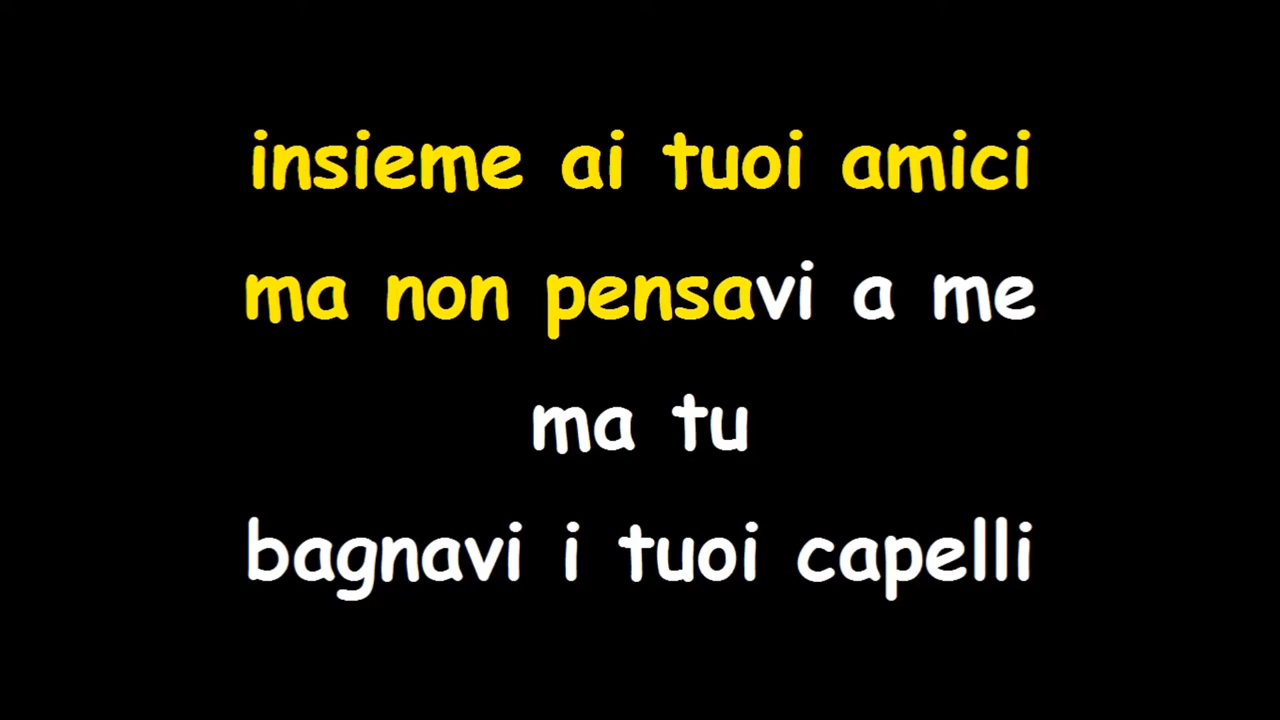 insieme ai tuoi amici
ma non pensavi a me
ma tu
bagnavi i tuoi capelli